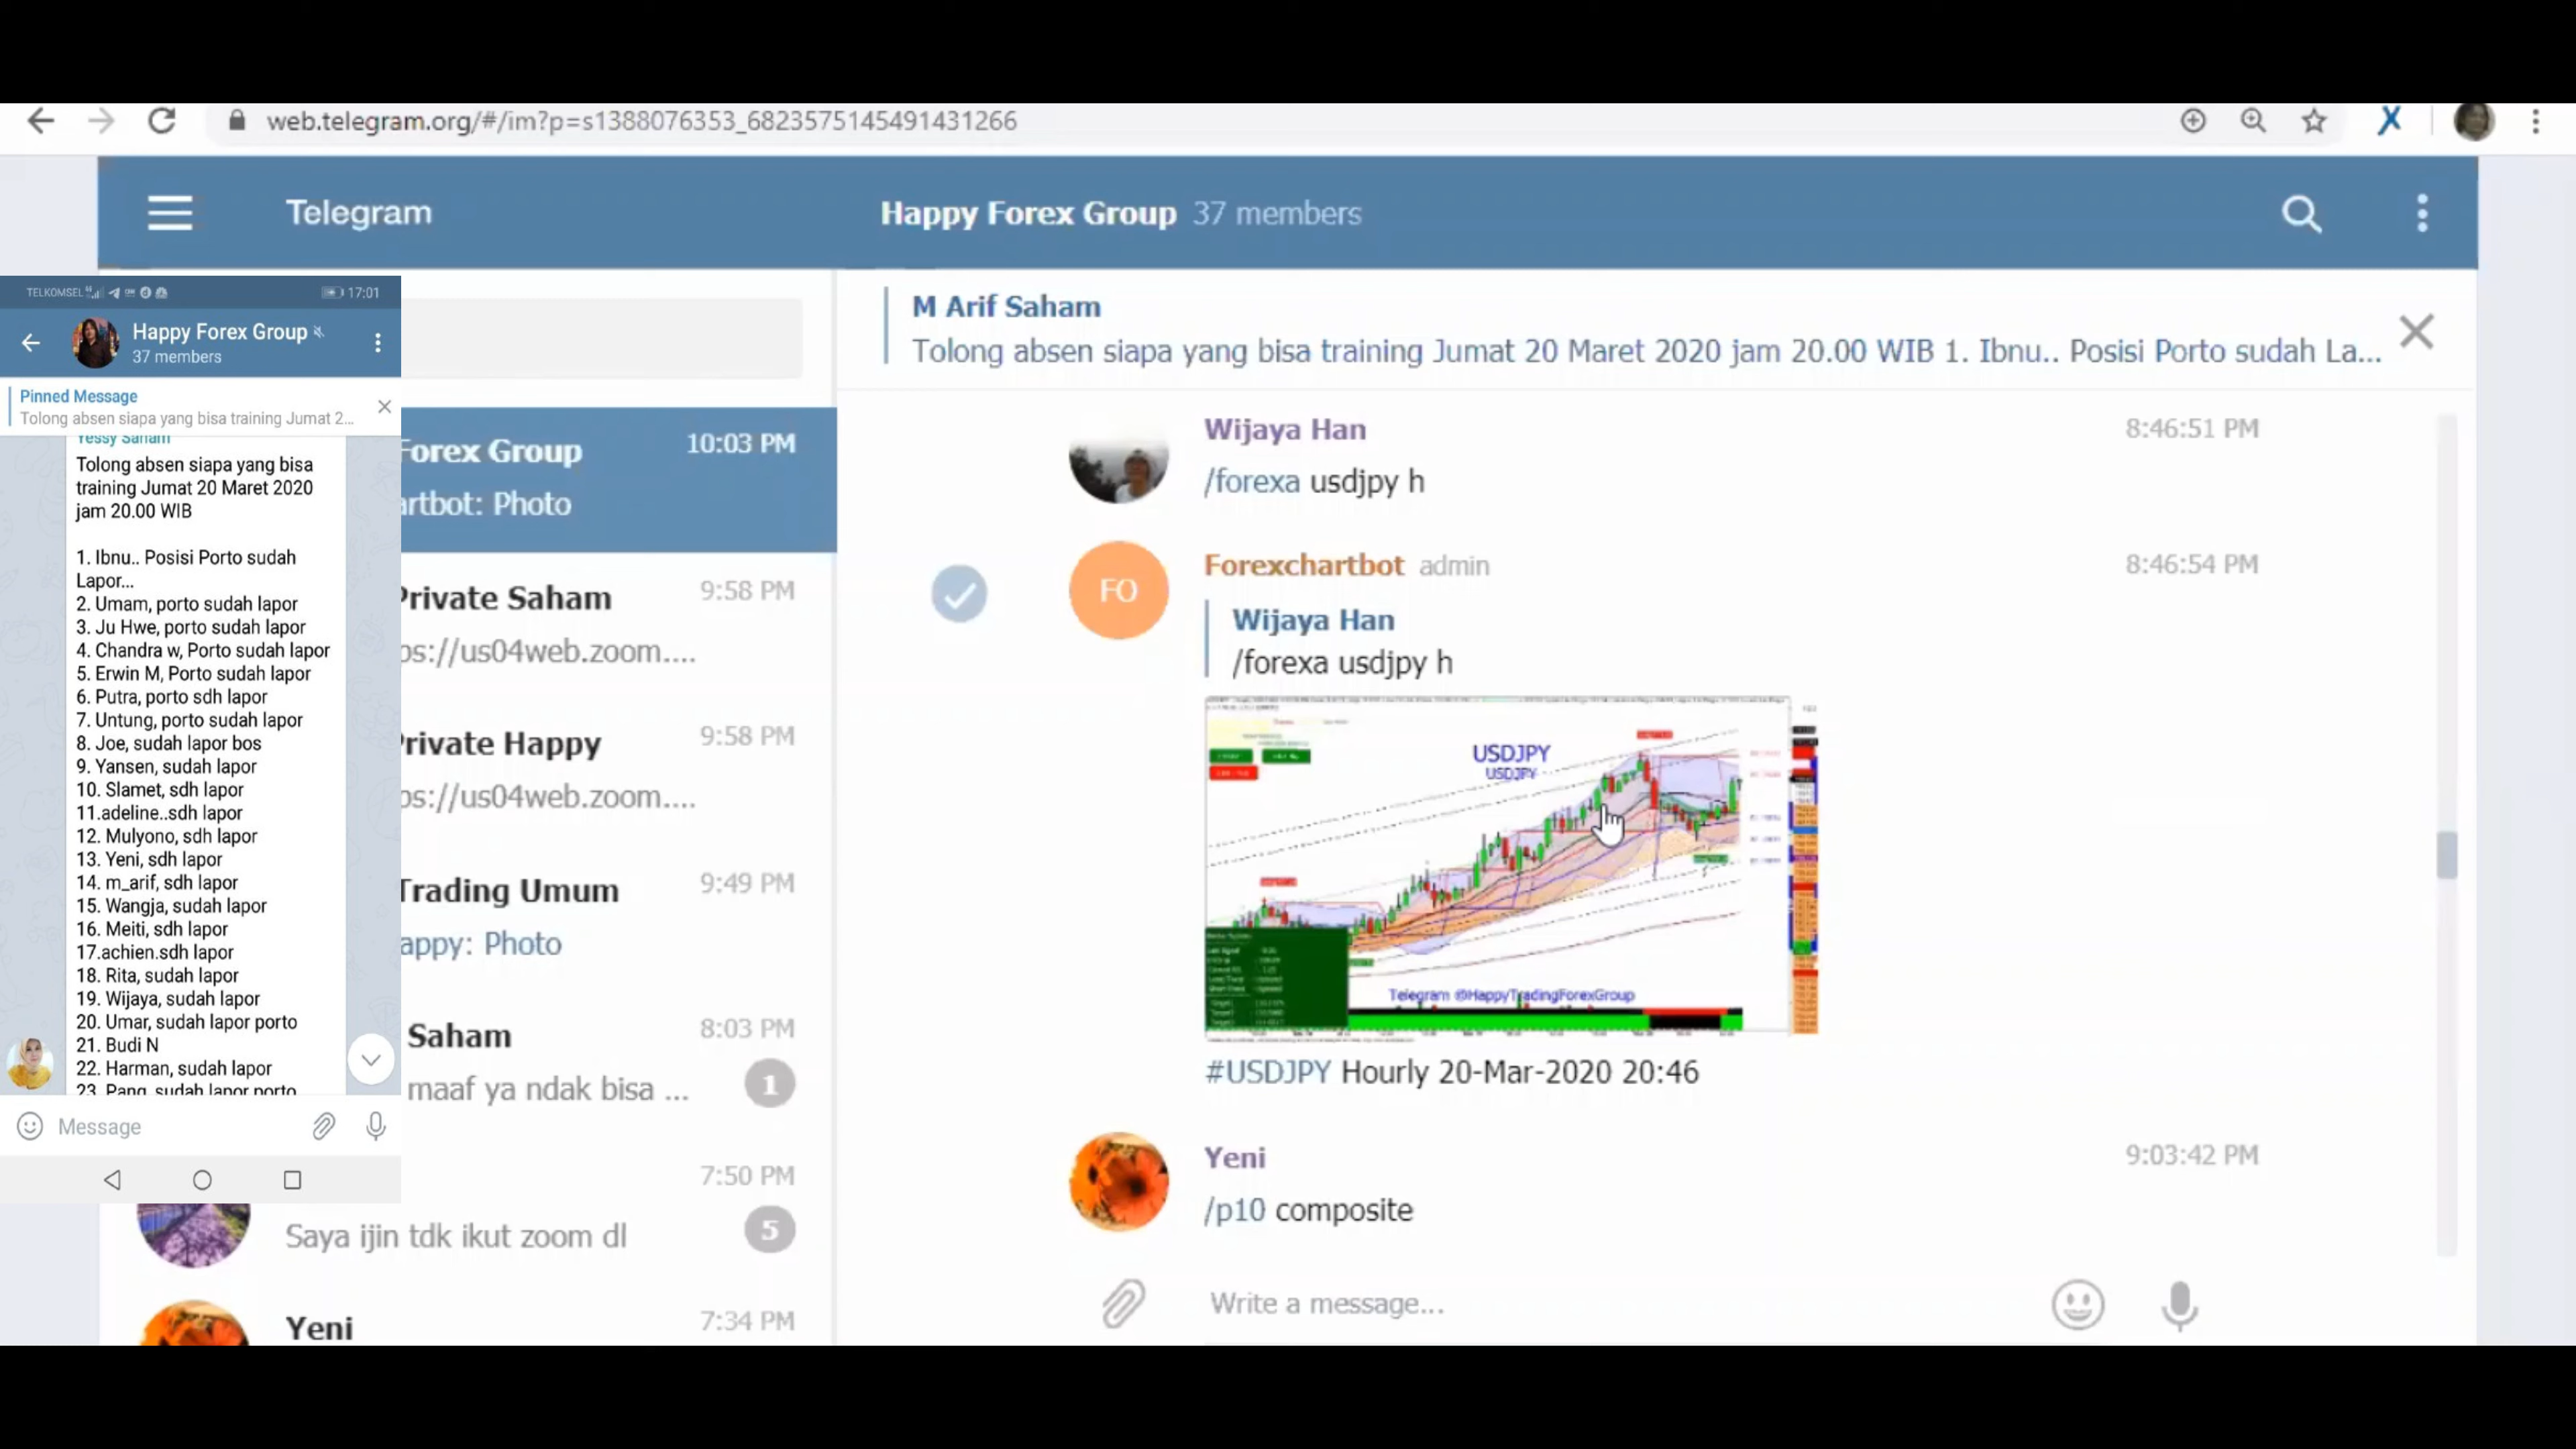 web.telegram.org/#/im?p=s1388076353_6823575145491431266
Telegram
Happy Forex Group 37 members
TELKOMSEL
17:01
Happy Forex Group
37 members
Pinned Message
Tolong absen siapa yang bisa training Jumat 2...
Yessy Saham
Tolong absen siapa yang bisa
training Jumat 20 Maret 2020
jam 20.00 WIB
1. Ibnu.. Posisi Porto sudah
Lapor...
2. Umam, porto sudah lapor
3. Ju Hwe, porto sudah lapor
4. Chandra w, Porto sudah lapor
5. Erwin M, Porto sudah lapor
6. Putra, porto sdh lapor
7. Untung, porto sudah lapor
8. Joe, sudah lapor bos
9. Yansen, sudah lapor
10. Slamet, sdh lapor
11.adeline..sdh lapor
12. Mulyono, sdh lapor
13. Yeni, sdh lapor
14. m_arif, sdh lapor
15. Wangja, sudah lapor
16. Meiti, sdh lapor
17.achien.sdh lapor
18. Rita, sudah lapor
19. Wijaya, sudah lapor
20. Umar, sudah lapor porto
21. Budi N
22. Harman, sudah lapor
23. Pang, sudah lapor porto
Message
Forex Group
10:03 PM
artbot: Photo
Private Saham
9:58 PM
ps://us04web.zoom....
Private Happy
9:58 PM
ps://us04web.zoom....
Trading Umum
9:49 PM
appy: Photo
Saham
8:03 PM
maaf ya ndak bisa ...
1
7:50 PM
Saya ijin tdk ikut zoom dl
5
Yeni
7:34 PM
M Arif Saham
Tolong absen siapa yang bisa training Jumat 20 Maret 2020 jam 20.00 WIB 1. Ibnu.. Posisi Porto sudah La...
Wijaya Han
8:46:51 PM
/forexa usdjpy h
FO
Forexchartbot admin
8:46:54 PM
Wijaya Han
/forexa usdjpy h
USDJPY
USDJPY
Telegram @HappyTradingForexGroup
#USDJPY Hourly 20-Mar-2020 20:46
Yeni
9:03:42 PM
/p10 composite
Write a message...